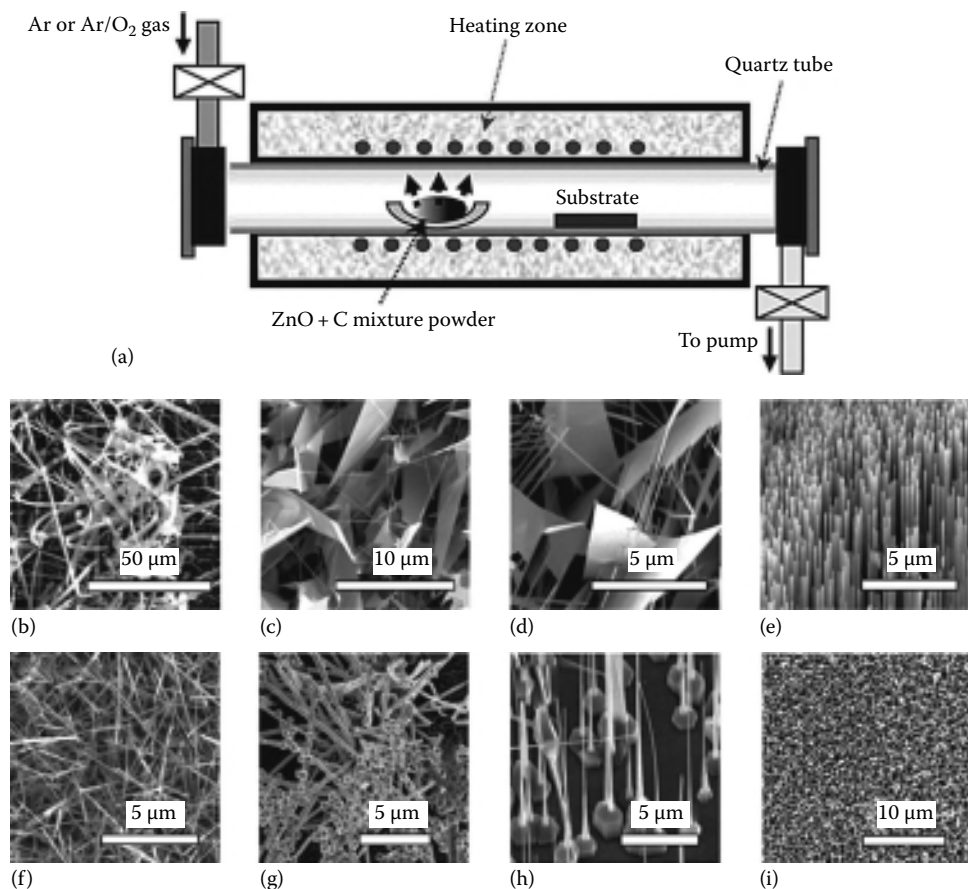 Ar or Ar/O₂ gas
Heating zone
Quartz tube
Substrate
ZnO + C mixture powder
To pump
(a)
50 µm
10 µm
5 µm
5 µm
(b)
(c)
(d)
(e)
5 µm
5 µm
5 µm
10 µm
(f)
(g)
(h)
(i)